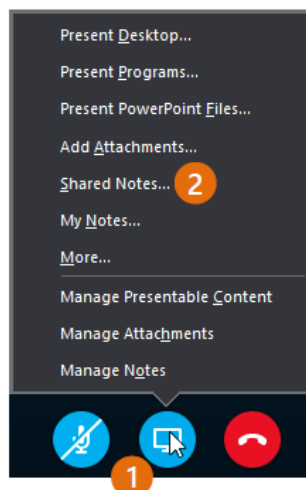 Present Desktop...
Present Programs...
Present PowerPoint Files...
Add Attachments...
Shared Notes... 2
My Notes...
More...
Manage Presentable Content
Manage Attachments
Manage Notes
1